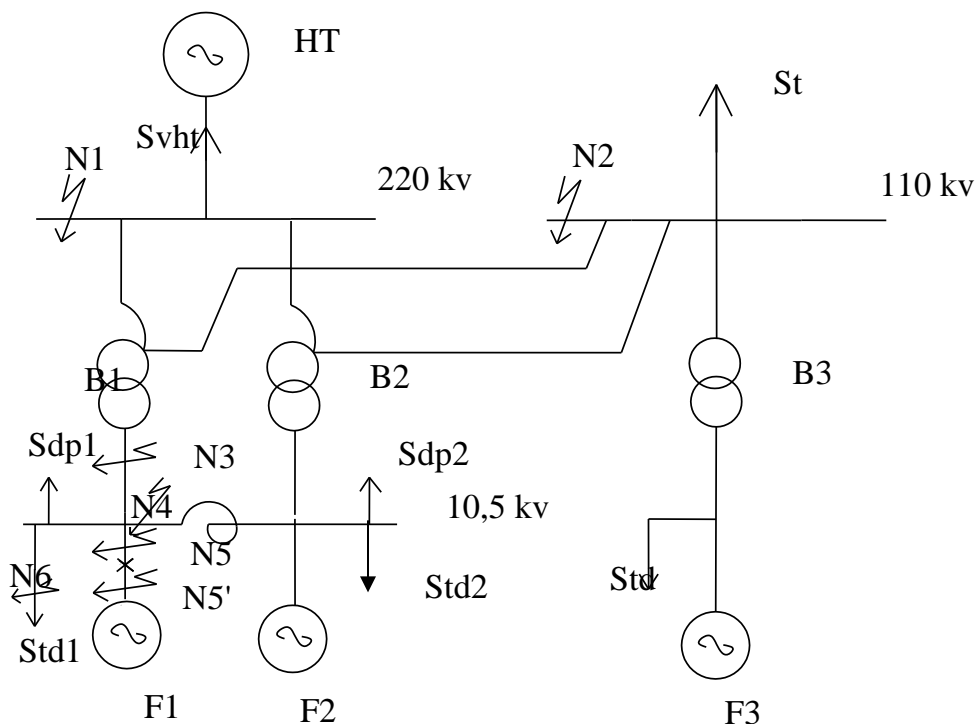 HT
St
Svht
N1
N2
220 kv
110 kv
B1
B2
B3
Sdp1
N3
Sdp2
N4
10,5 kv
N5
N6
N5'
Std2
Std
Std1
F1
F2
F3